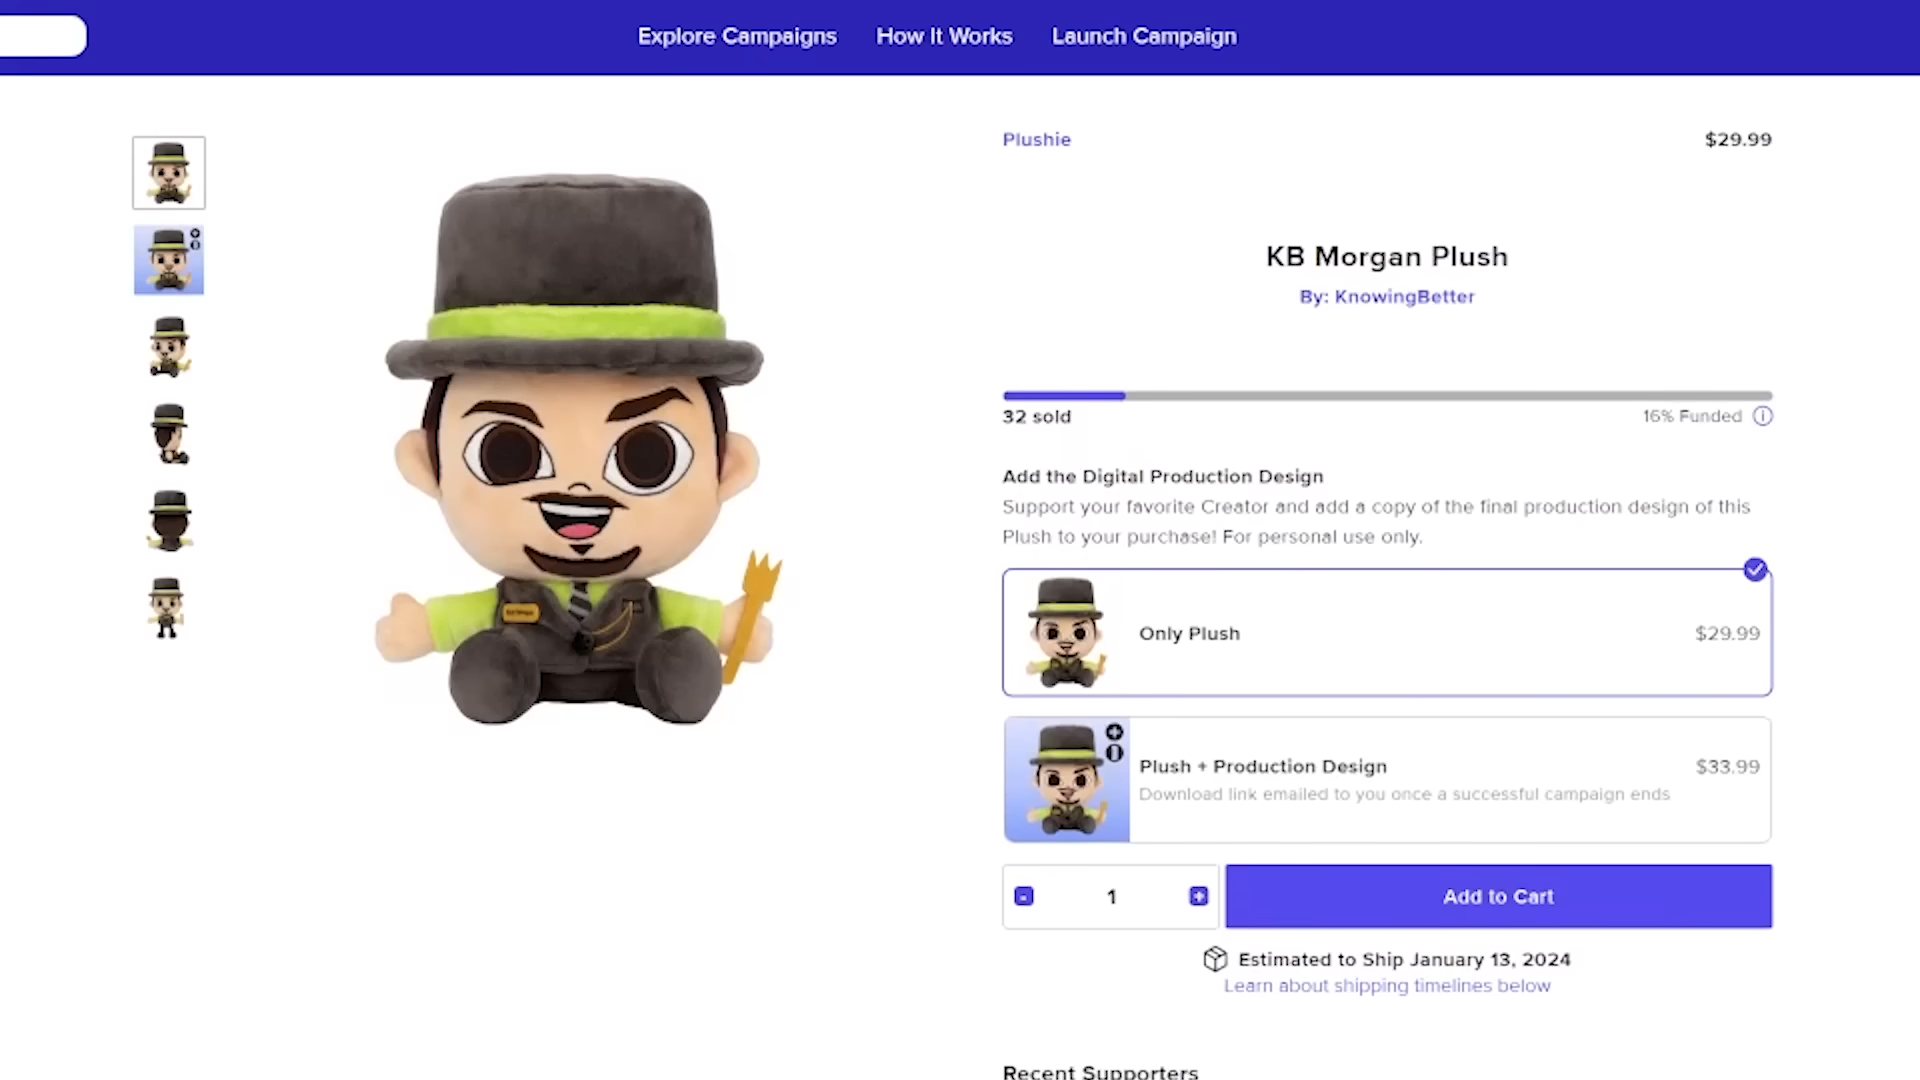 Explore Campaigns
How It Works
Launch Campaign
Plushie
$29.99
KB Morgan Plush
By: KnowingBetter
32 sold
16% Funded
Add the Digital Production Design
Support your favorite Creator and add a copy of the final production design of this
Plush to your purchase! For personal use only.
Only Plush
$29.99
Plush + Production Design
$33.99
Download link emailed to you once a successful campaign ends
- 1 +
Add to Cart
Estimated to Ship January 13, 2024
Learn about shipping timelines below
Recent Supporters